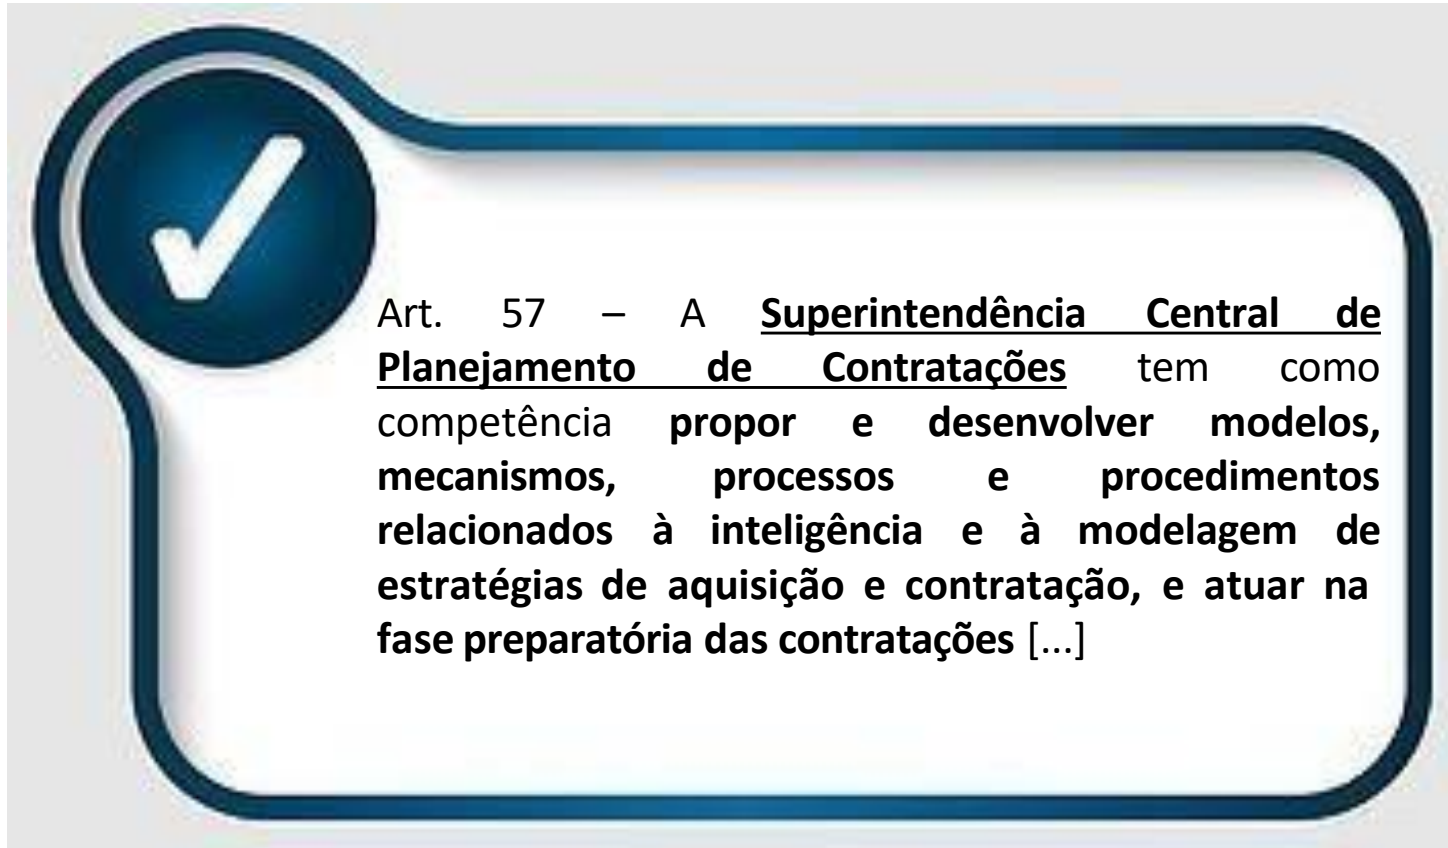 Art. 57 – A Superintendência Central de
Planejamento de Contratações tem como
competência propor e desenvolver modelos,
mecanismos, processos e procedimentos
relacionados à inteligência e à modelagem de
estratégias de aquisição e contratação, e atuar na
fase preparatória das contratações [...]